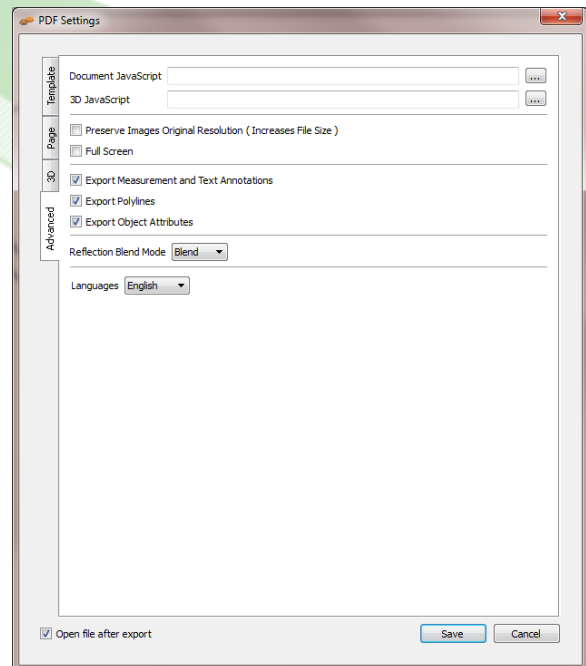 PDF Settings
Template
Page
3D
Advanced
Document JavaScript ...
3D JavaScript ...
Preserve Images Original Resolution ( Increases File Size )
Full Screen
Export Measurement and Text Annotations
Export Polylines
Export Object Attributes
Reflection Blend Mode Blend
Languages English
Open file after export Save Cancel